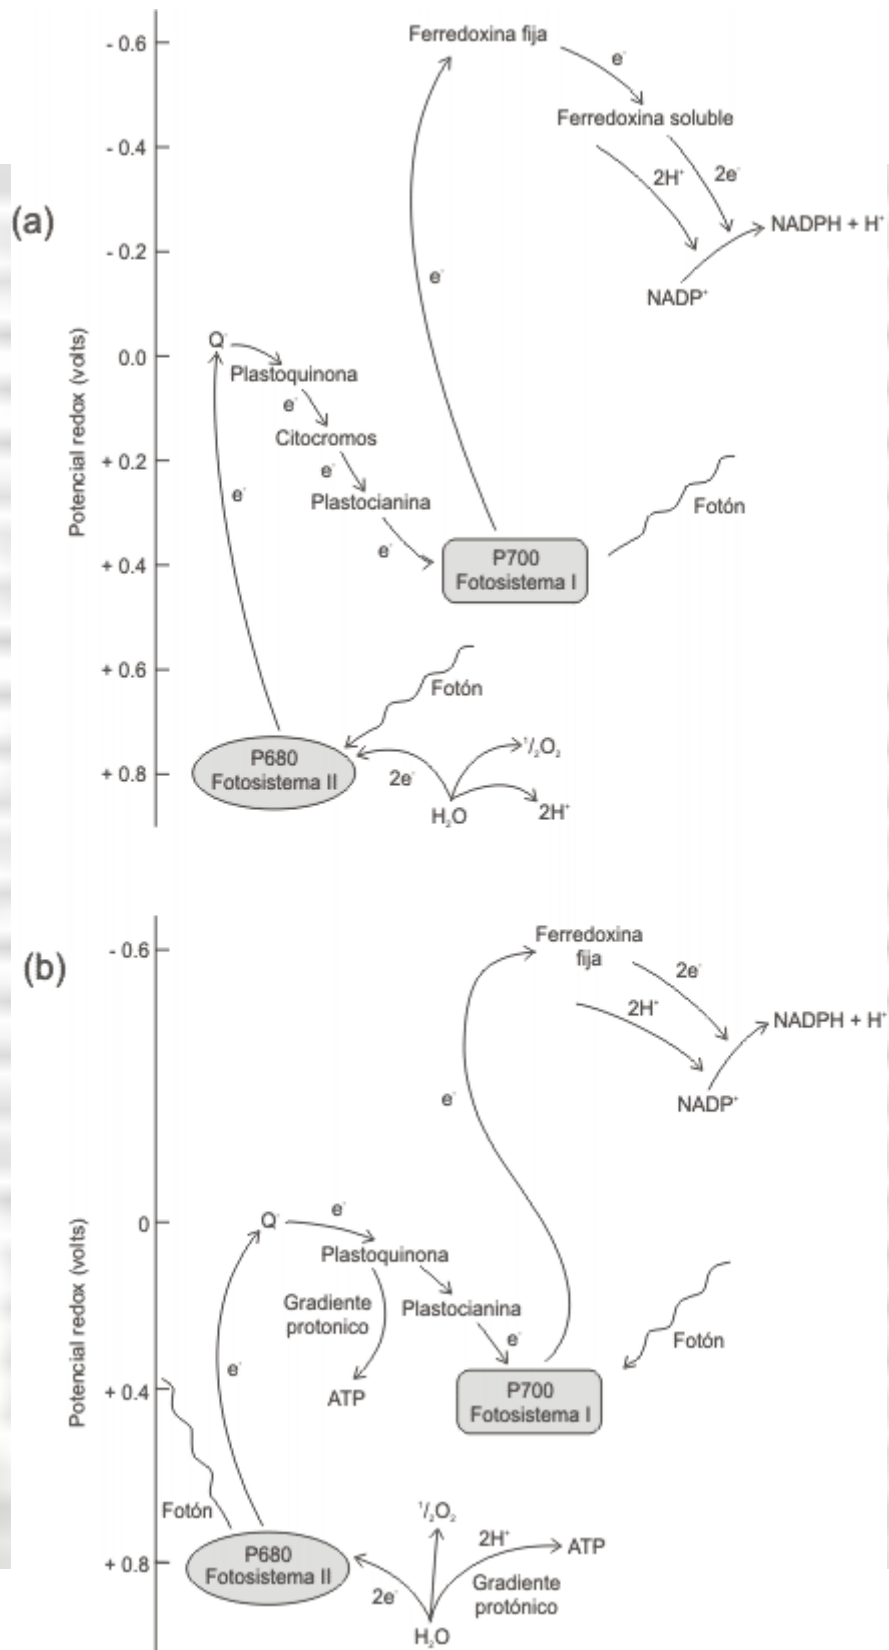 (a)
Potencial redox (volts)
- 0.6
- 0.4
- 0.2
0.0
+ 0.2
+ 0.4
+ 0.6
+ 0.8
Ferredoxina fija
e⁻
Ferredoxina soluble
2H⁺
2e⁻
NADPH + H⁺
NADP⁺
e⁻
Q⁻
Plastoquinona
e⁻
Citocromos
e⁻
Plastocianina
e⁻
e⁻
P700
Fotosistema I
Fotón
Fotón
P680
Fotosistema II
2e⁻
¹/₂O₂
H₂O
2H⁺
(b)
Potencial redox (volts)
- 0.6
0
+ 0.4
+ 0.8
Ferredoxina
fija
2e⁻
2H⁺
NADPH + H⁺
NADP⁺
e⁻
Q⁻
e⁻
Plastoquinona
Gradiente
protonico
Plastocianina
e⁻
ATP
e⁻
Fotón
P700
Fotosistema I
Fotón
P680
Fotosistema II
¹/₂O₂
2H⁺
ATP
Gradiente
protónico
2e⁻
H₂O